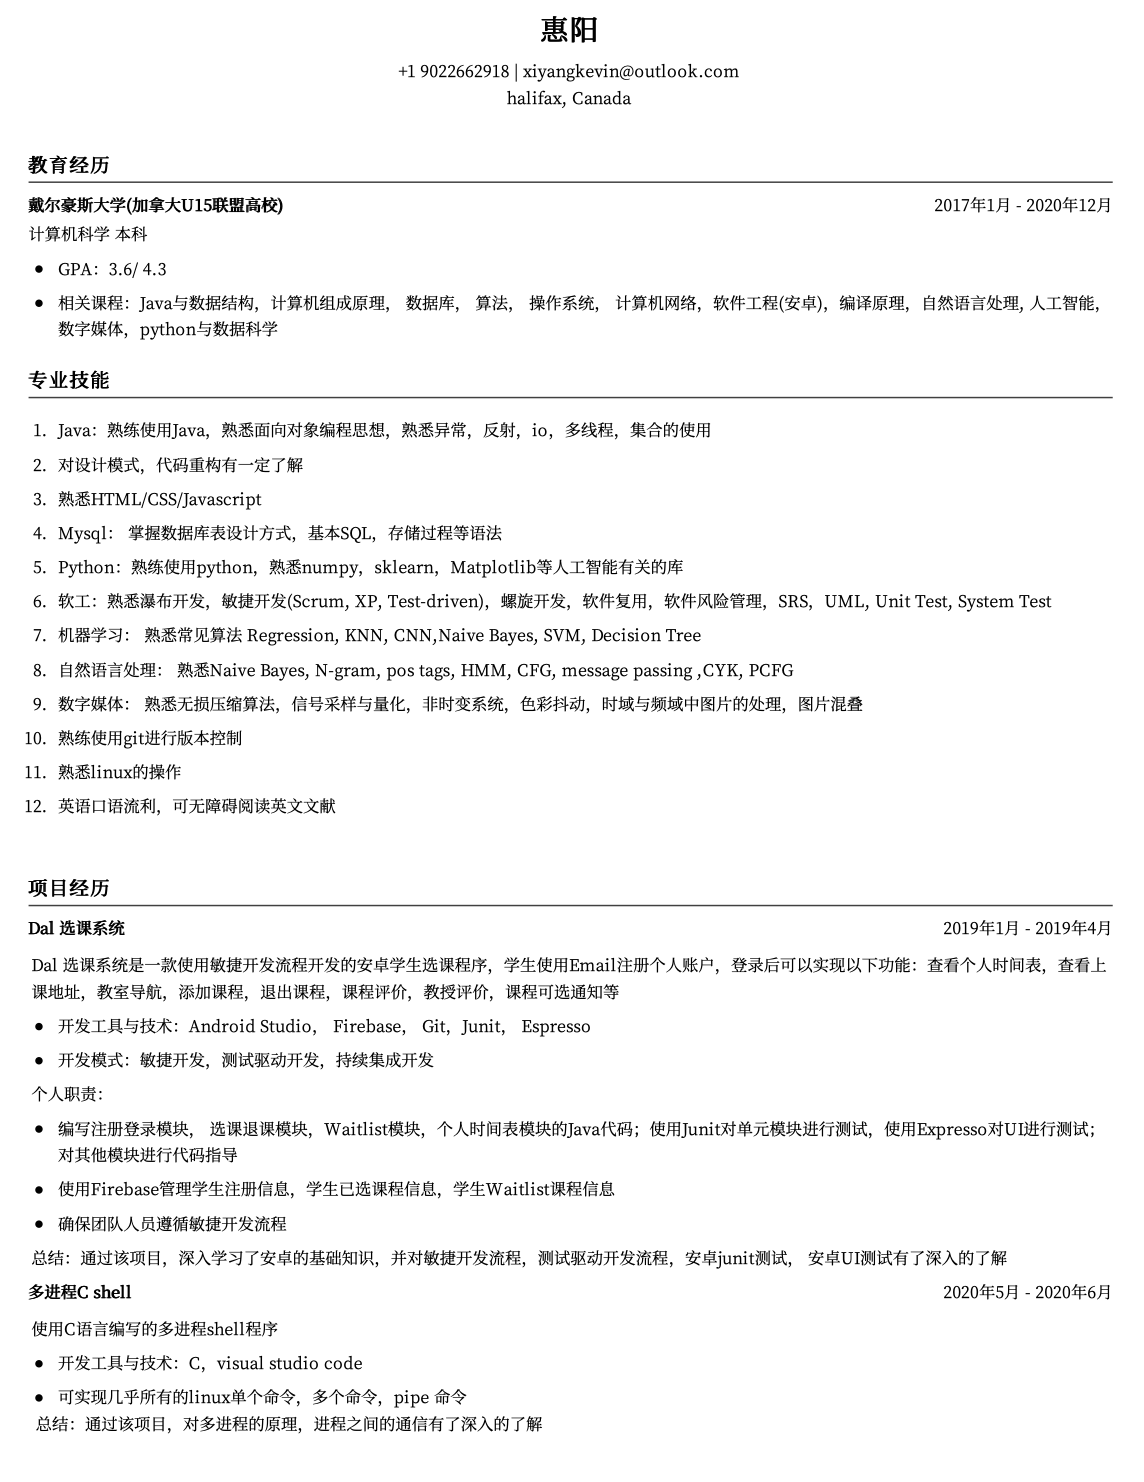 惠阳
+1 9022662918 | xiyangkevin@outlook.com
halifax, Canada
教育经历
戴尔豪斯大学(加拿大U15联盟高校) 2017年1月 - 2020年12月
计算机科学 本科
● GPA：3.6/ 4.3
● 相关课程：Java与数据结构，计算机组成原理， 数据库， 算法， 操作系统， 计算机网络，软件工程(安卓)，编译原理，自然语言处理, 人工智能，
数字媒体，python与数据科学
专业技能
1. Java：熟练使用Java，熟悉面向对象编程思想，熟悉异常，反射，io，多线程，集合的使用
2. 对设计模式，代码重构有一定了解
3. 熟悉HTML/CSS/Javascript
4. Mysql： 掌握数据库表设计方式，基本SQL，存储过程等语法
5. Python：熟练使用python，熟悉numpy，sklearn，Matplotlib等人工智能有关的库
6. 软工：熟悉瀑布开发，敏捷开发(Scrum, XP, Test-driven)，螺旋开发，软件复用，软件风险管理，SRS，UML, Unit Test, System Test
7. 机器学习： 熟悉常见算法 Regression, KNN, CNN,Naive Bayes, SVM, Decision Tree
8. 自然语言处理： 熟悉Naive Bayes, N-gram, pos tags, HMM, CFG, message passing ,CYK, PCFG
9. 数字媒体： 熟悉无损压缩算法，信号采样与量化，非时变系统，色彩抖动，时域与频域中图片的处理，图片混叠
10. 熟练使用git进行版本控制
11. 熟悉linux的操作
12. 英语口语流利，可无障碍阅读英文文献
项目经历
Dal 选课系统 2019年1月 - 2019年4月
Dal 选课系统是一款使用敏捷开发流程开发的安卓学生选课程序，学生使用Email注册个人账户，登录后可以实现以下功能：查看个人时间表，查看上
课地址，教室导航，添加课程，退出课程，课程评价，教授评价，课程可选通知等
● 开发工具与技术：Android Studio， Firebase， Git，Junit， Espresso
● 开发模式：敏捷开发，测试驱动开发，持续集成开发
个人职责：
● 编写注册登录模块， 选课退课模块，Waitlist模块，个人时间表模块的Java代码；使用Junit对单元模块进行测试，使用Expresso对UI进行测试；
对其他模块进行代码指导
● 使用Firebase管理学生注册信息，学生已选课程信息，学生Waitlist课程信息
● 确保团队人员遵循敏捷开发流程
总结：通过该项目，深入学习了安卓的基础知识，并对敏捷开发流程，测试驱动开发流程，安卓junit测试， 安卓UI测试有了深入的了解
多进程C shell 2020年5月 - 2020年6月
使用C语言编写的多进程shell程序
● 开发工具与技术：C，visual studio code
● 可实现几乎所有的linux单个命令，多个命令，pipe 命令
总结：通过该项目，对多进程的原理，进程之间的通信有了深入的了解